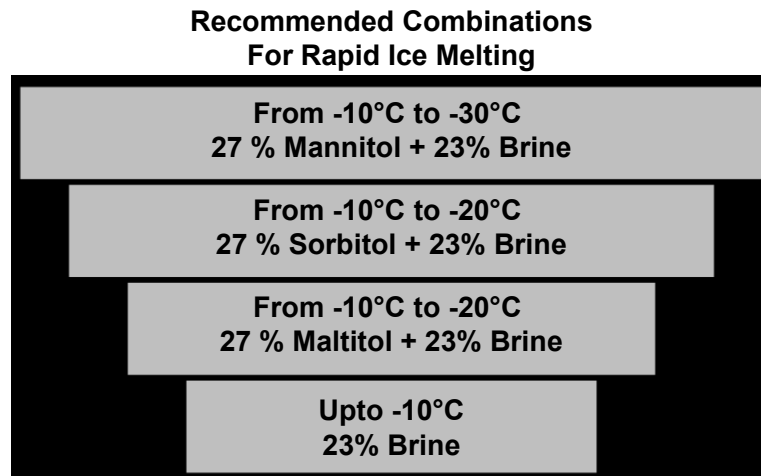 Recommended Combinations
For Rapid Ice Melting
From -10°C to -30°C
27 % Mannitol + 23% Brine
From -10°C to -20°C
27 % Sorbitol + 23% Brine
From -10°C to -20°C
27 % Maltitol + 23% Brine
Upto -10°C
23% Brine